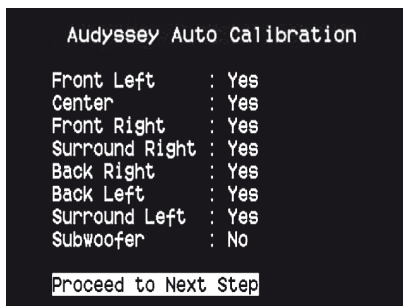 Audyssey Auto Calibration
Front Left : Yes
Center : Yes
Front Right : Yes
Surround Right : Yes
Back Right : Yes
Back Left : Yes
Surround Left : Yes
Subwoofer : No
Proceed to Next Step